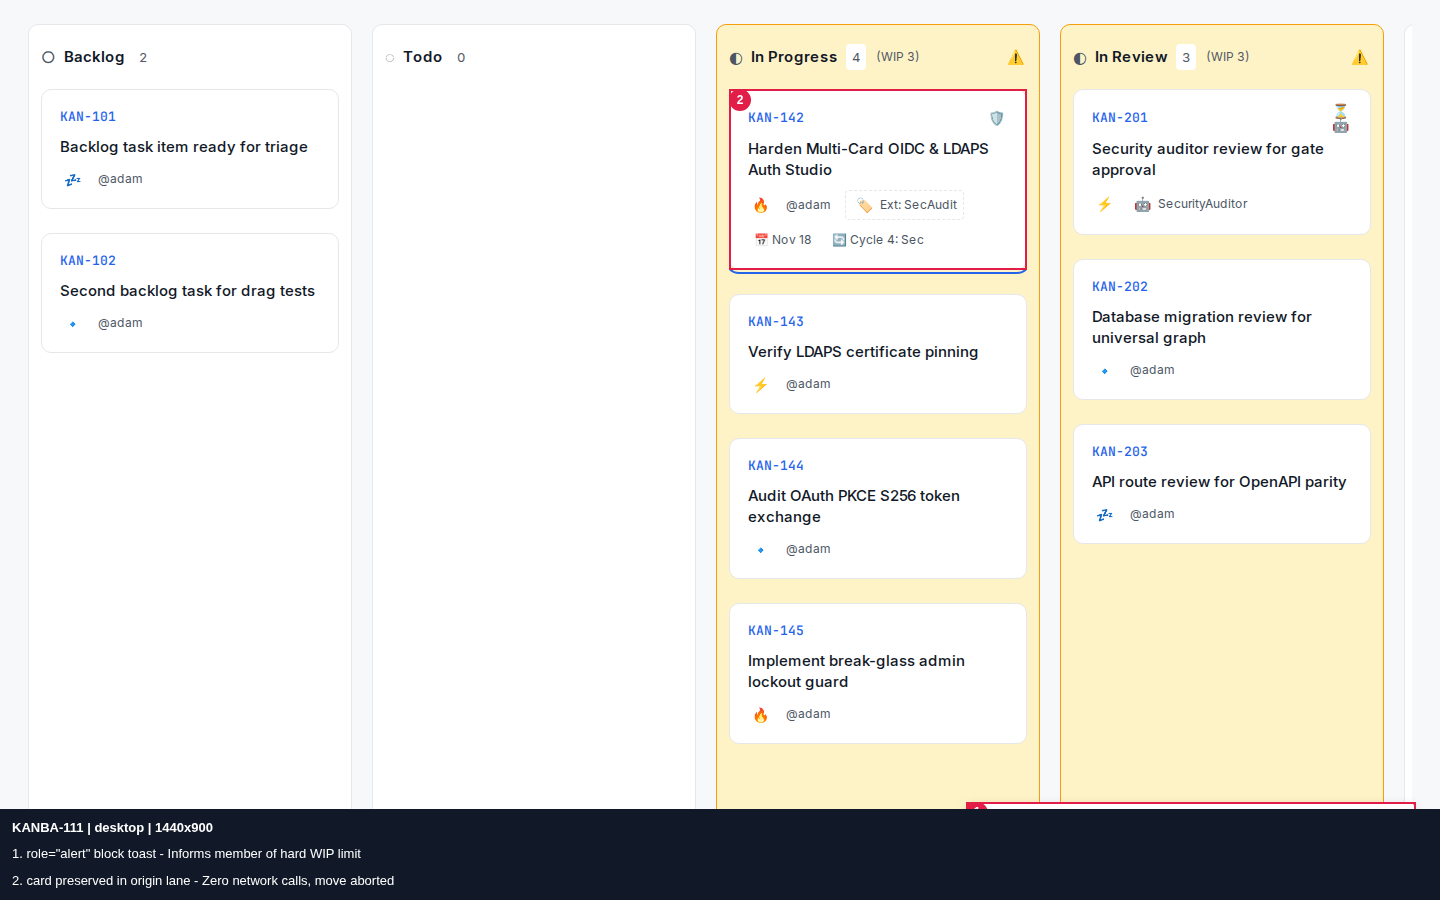 Backlog 2
KAN-101
Backlog task item ready for triage
@adam
KAN-102
Second backlog task for drag tests
@adam
Todo 0
In Progress 4 (WIP 3)
2
KAN-142
Harden Multi-Card OIDC & LDAPS
Auth Studio
@adam Ext: SecAudit
Nov 18 Cycle 4: Sec
KAN-143
Verify LDAPS certificate pinning
@adam
KAN-144
Audit OAuth PKCE S256 token
exchange
@adam
KAN-145
Implement break-glass admin
lockout guard
@adam
In Review 3 (WIP 3)
KAN-201
Security auditor review for gate
approval
SecurityAuditor
KAN-202
Database migration review for
universal graph
@adam
KAN-203
API route review for OpenAPI parity
@adam
KANBA-111 | desktop | 1440x900
1. role="alert" block toast - Informs member of hard WIP limit
2. card preserved in origin lane - Zero network calls, move aborted